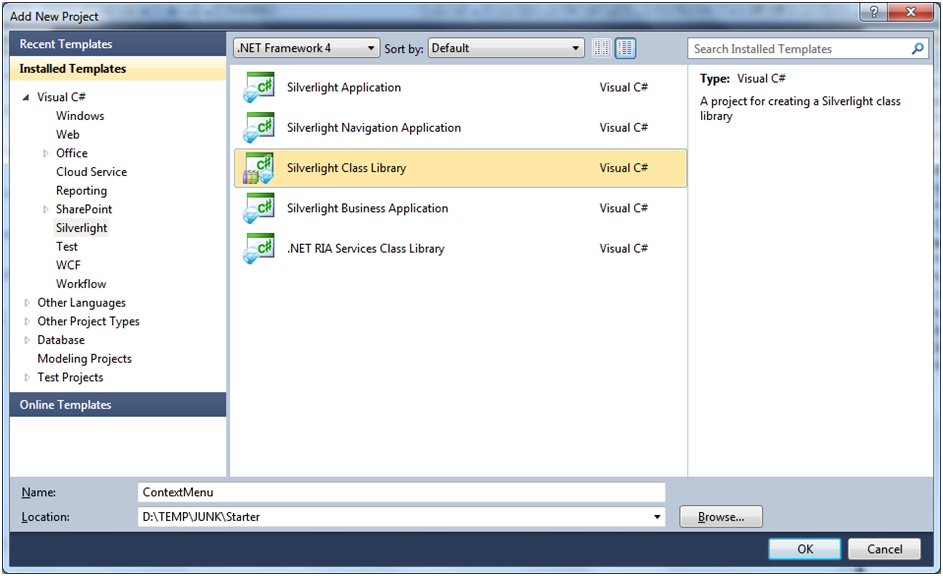 Add New Project
Recent Templates
Installed Templates
Visual C#
Windows
Web
Office
Cloud Service
Reporting
SharePoint
Silverlight
Test
WCF
Workflow
Other Languages
Other Project Types
Database
Modeling Projects
Test Projects
Online Templates
.NET Framework 4 Sort by: Default
Silverlight Application Visual C#
Silverlight Navigation Application Visual C#
Silverlight Class Library Visual C#
Silverlight Business Application Visual C#
.NET RIA Services Class Library Visual C#
Search Installed Templates
Type: Visual C#
A project for creating a Silverlight class
library
Name: ContextMenu
Location: D:\TEMP\JUNK\Starter Browse...
OK Cancel